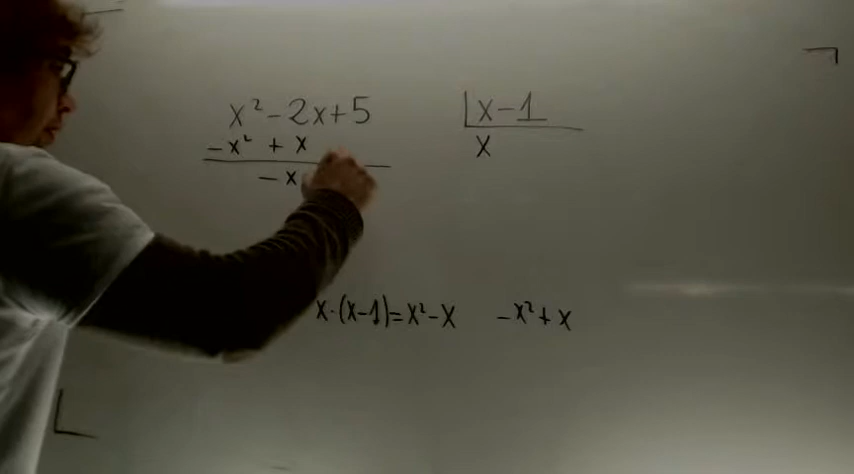 x² - 2x + 5 | x - 1
- x² + x x
- x
x · (x - 1) = x² - x - x² + x